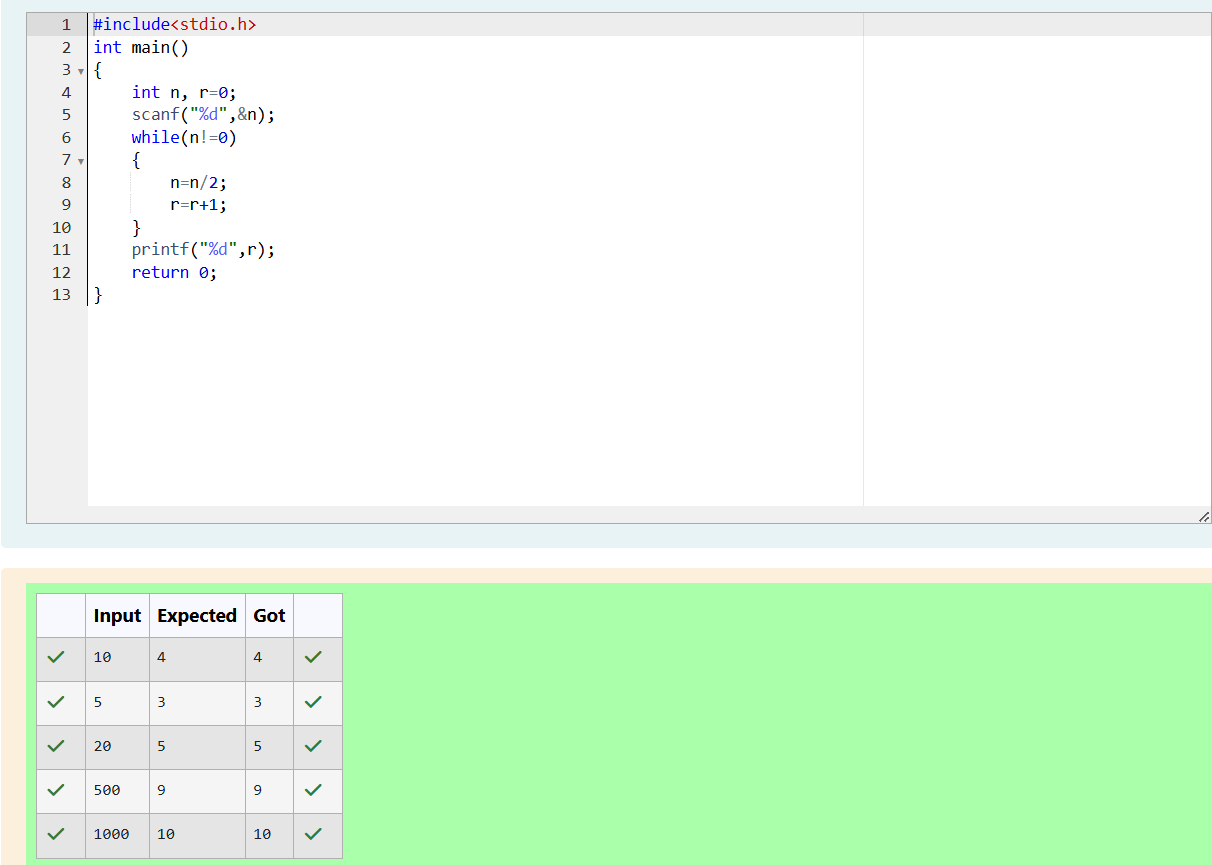 1 #include<stdio.h>
2 int main()
3 {
4     int n, r=0;
5     scanf("%d",&n);
6     while(n!=0)
7     {
8         n=n/2;
9         r=r+1;
10     }
11     printf("%d",r);
12     return 0;
13 }
Input Expected Got
10 4 4
5 3 3
20 5 5
500 9 9
1000 10 10